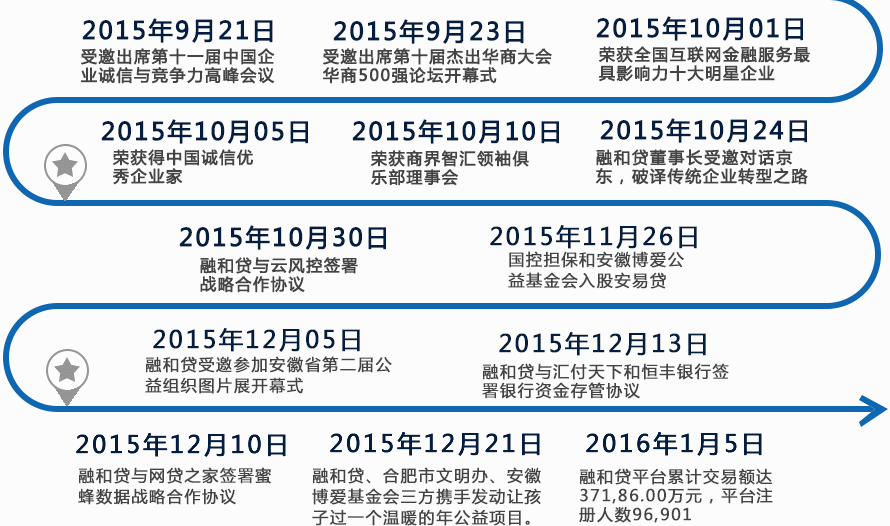 2015年9月21日
受邀出席第十一届中国企
业诚信与竞争力高峰会议
2015年9月23日
受邀出席第十届杰出华商大会
华商500强论坛开幕式
2015年10月01日
荣获全国互联网金融服务最
具影响力十大明星企业
2015年10月05日
荣获得中国诚信优
秀企业家
2015年10月10日
荣获商界智汇领袖俱
乐部理事会
2015年10月24日
融和贷董事长受邀对话京
东，破译传统企业转型之路
2015年10月30日
融和贷与云风控签署
战略合作协议
2015年11月26日
国控担保和安徽博爱公
益基金会入股安易贷
2015年12月05日
融和贷受邀参加安徽省第二届公
益组织图片展开幕式
2015年12月13日
融和贷与汇付天下和恒丰银行签
署银行资金存管协议
2015年12月10日
融和贷与网贷之家签署蜜
蜂数据战略合作协议
2015年12月21日
融和贷、合肥市文明办、安徽
博爱基金会三方携手发动让孩
子过一个温暖的年公益项目。
2016年1月5日
融和贷平台累计交易额达
371,86.00万元，平台注
册人数96,901